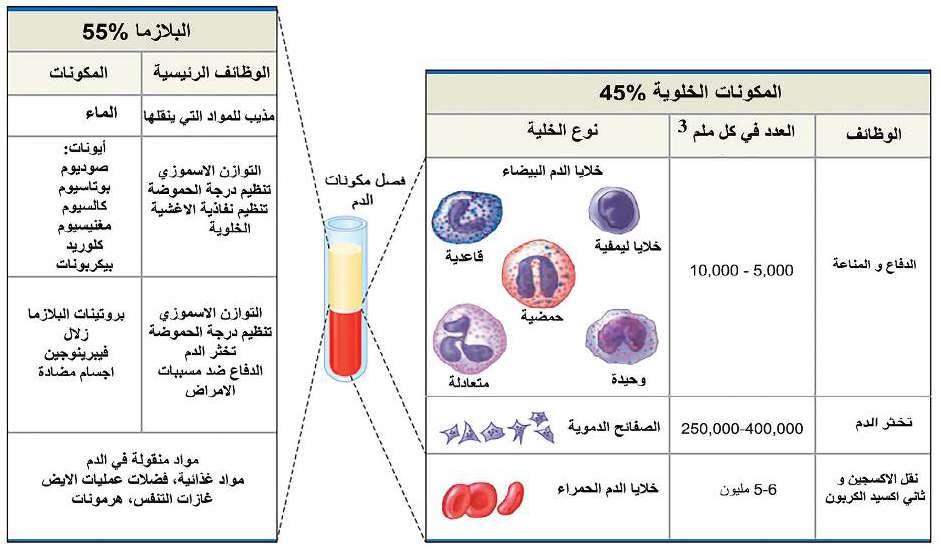 البلازما %55
المكونات
الوظائف الرئيسية
الماء
مذيب للمواد التي ينقلها
أيونات:
صوديوم
بوتاسيوم
كالسيوم
مغنيسيوم
كلوريد
بيكربونات
التوازن الاسموزي
تنظيم درجة الحموضة
تنظيم نفاذية الاغشية
الخلوية
بروتينات البلازما
زلال
فيبرينوجين
اجسام مضادة
التوازن الاسموزي
تنظيم درجة الحموضة
تخثر الدم
الدفاع ضد مسببات
الامراض
مواد منقولة في الدم
مواد غذائية، فضلات عمليات الايض
غازات التنفس، هرمونات
فصل مكونات
الدم
المكونات الخلوية %45
نوع الخلية
العدد في كل ملم 3
الوظائف
خلايا الدم البيضاء
قاعدية
خلايا ليمفية
حمضية
متعادلة
وحيدة
10,000 - 5,000
الدفاع و المناعة
الصفائح الدموية
250,000-400,000
تخثر الدم
خلايا الدم الحمراء
5-6 مليون
نقل الاكسجين و
ثاني اكسيد الكربون